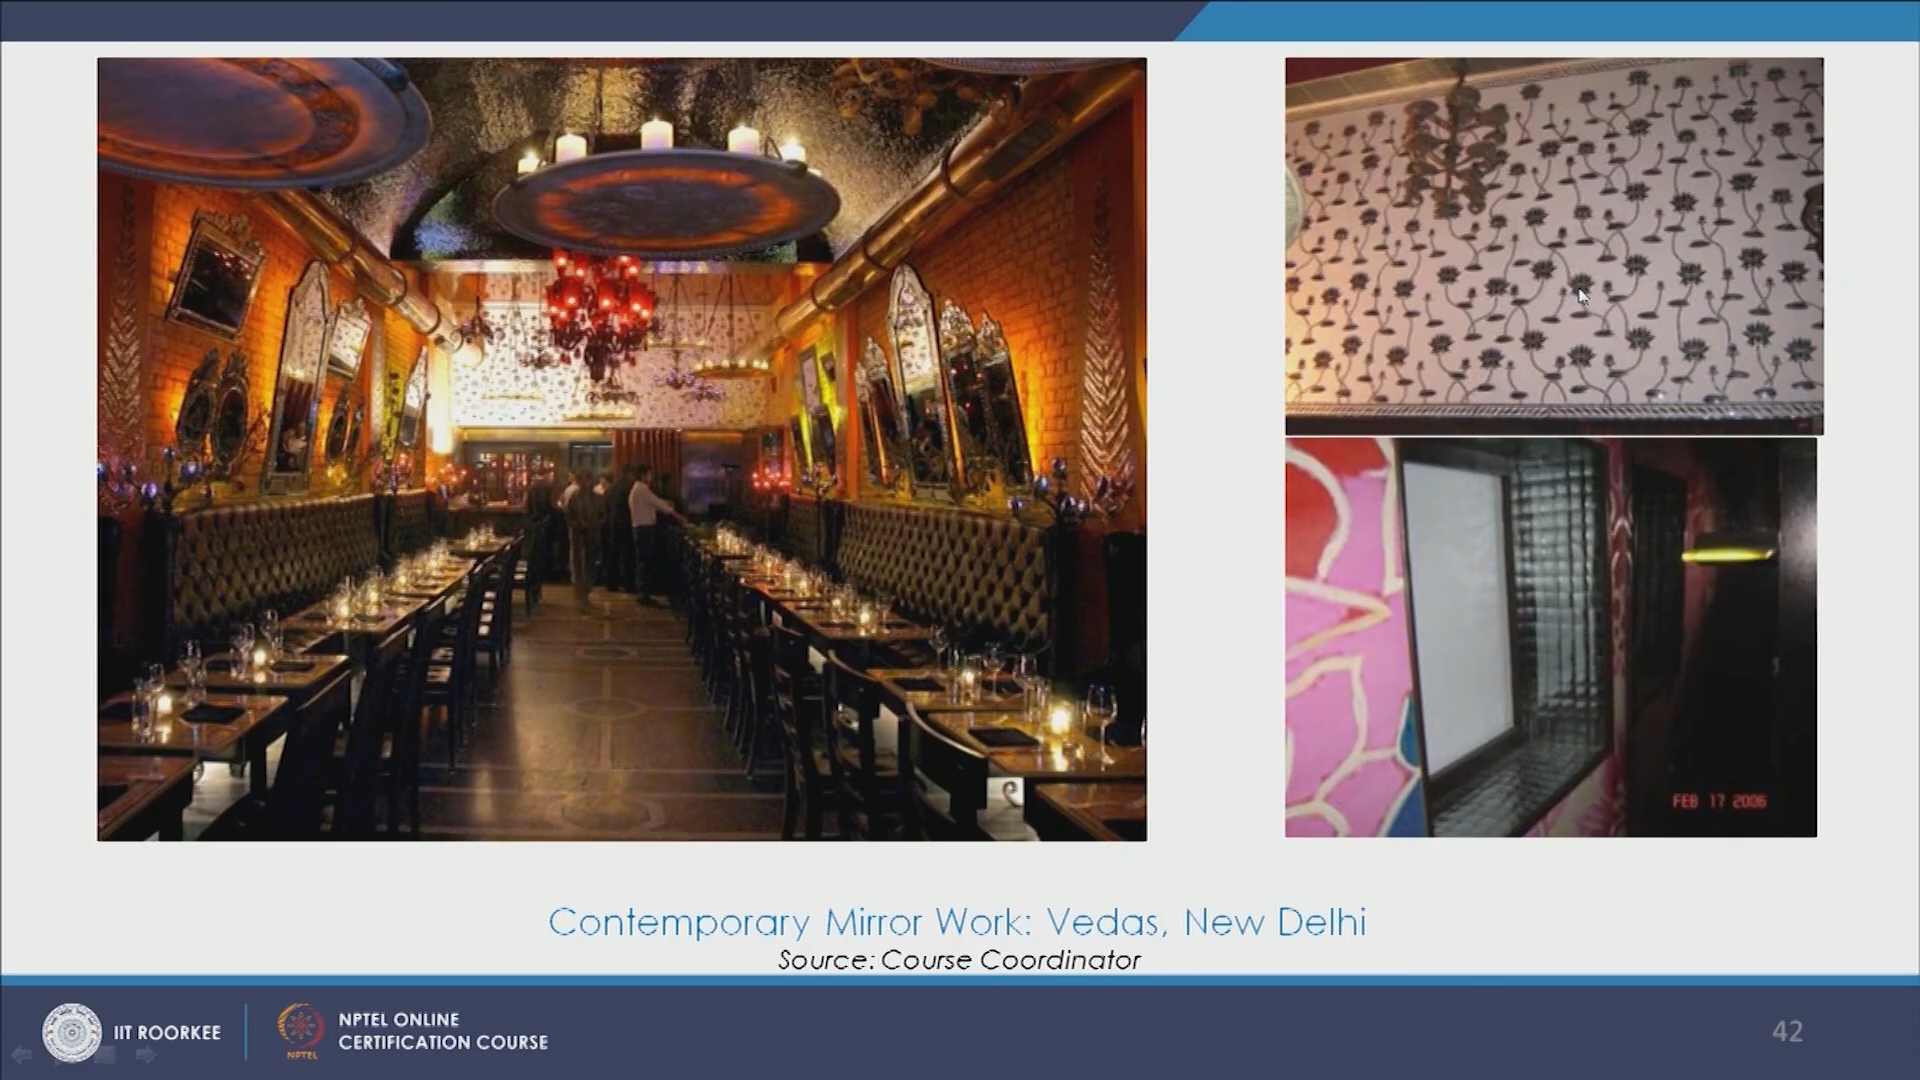 FEB 17 2006
Contemporary Mirror Work: Vedas, New Delhi
Source: Course Coordinator
IIT ROORKEE
NPTEL
NPTEL ONLINE
CERTIFICATION COURSE
42